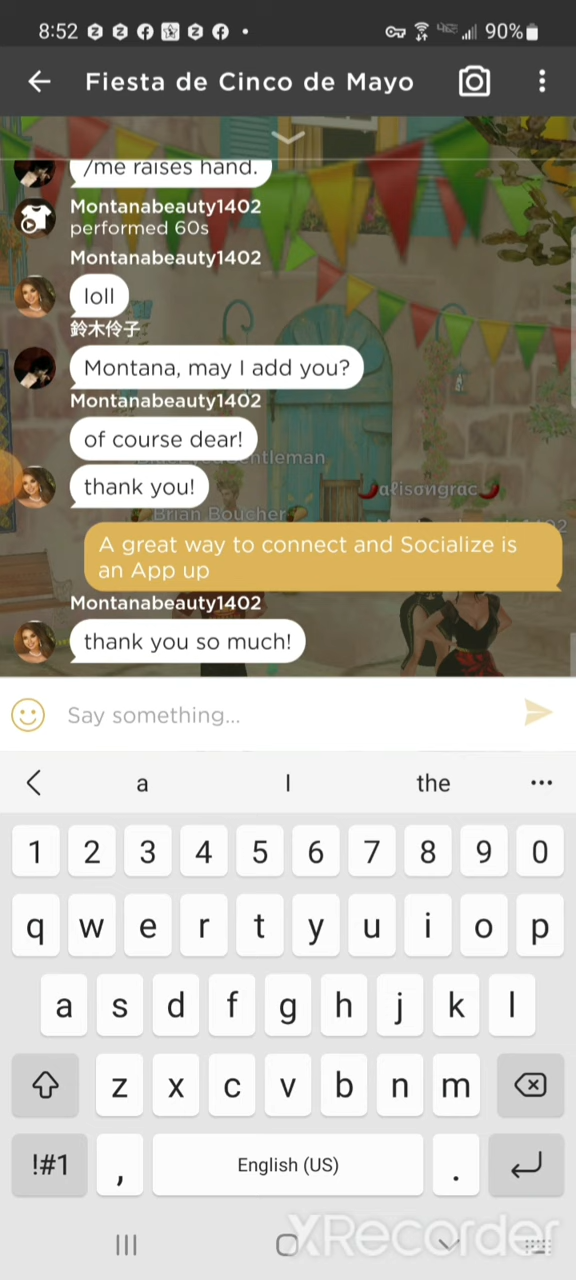 8:52
90%
Fiesta de Cinco de Mayo
/me raises hand.
Montanabeauty1402
performed 60s
Montanabeauty1402
loll
鈴木伶子
Montana, may I add you?
Montanabeauty1402
of course dear!
ntleman
thank you!
alisongrac
Brian Boucher
A great way to connect and Socialize is
an App up
Montanabeauty1402
thank you so much!
Say something...
a I the
1 2 3 4 5 6 7 8 9 0
q w e r t y u i o p
a s d f g h j k l
z x c v b n m
!#1 , English (US) .
XRecorder